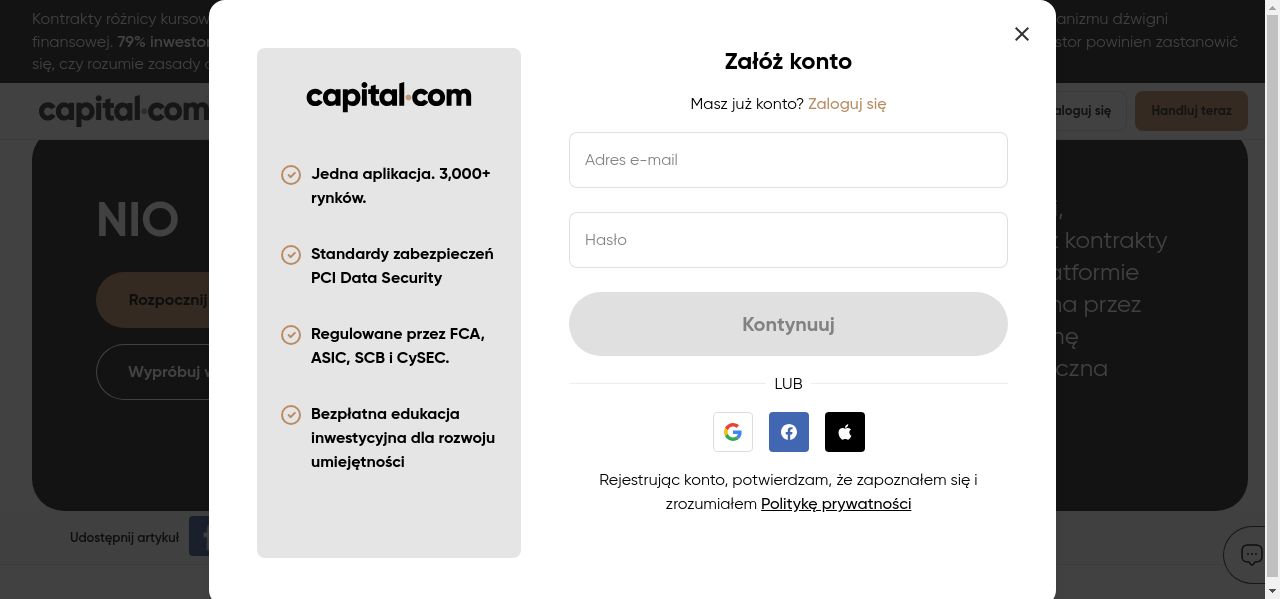 Kontrakty różnicy kursow
anizmu dźwigni
finansowej. 79% inwestor
stor powinien zastanowić
się, czy rozumie zasady
capital.com
aloguj się
Handluj teraz
NIO
kontrakty
atformie
na przez
Rozpocznij
Wypróbuj
czna
Udostępnij artykuł
capital.com
Jedna aplikacja. 3,000+
rynków.
Standardy zabezpieczeń
PCI Data Security
Regulowane przez FCA,
ASIC, SCB i CySEC.
Bezpłatna edukacja
inwestycyjna dla rozwoju
umiejętności
Załóż konto
Masz już konto? Zaloguj się
Adres e-mail
Hasło
Kontynuuj
LUB
Rejestrując konto, potwierdzam, że zapoznałem się i
zrozumiałem Politykę prywatności